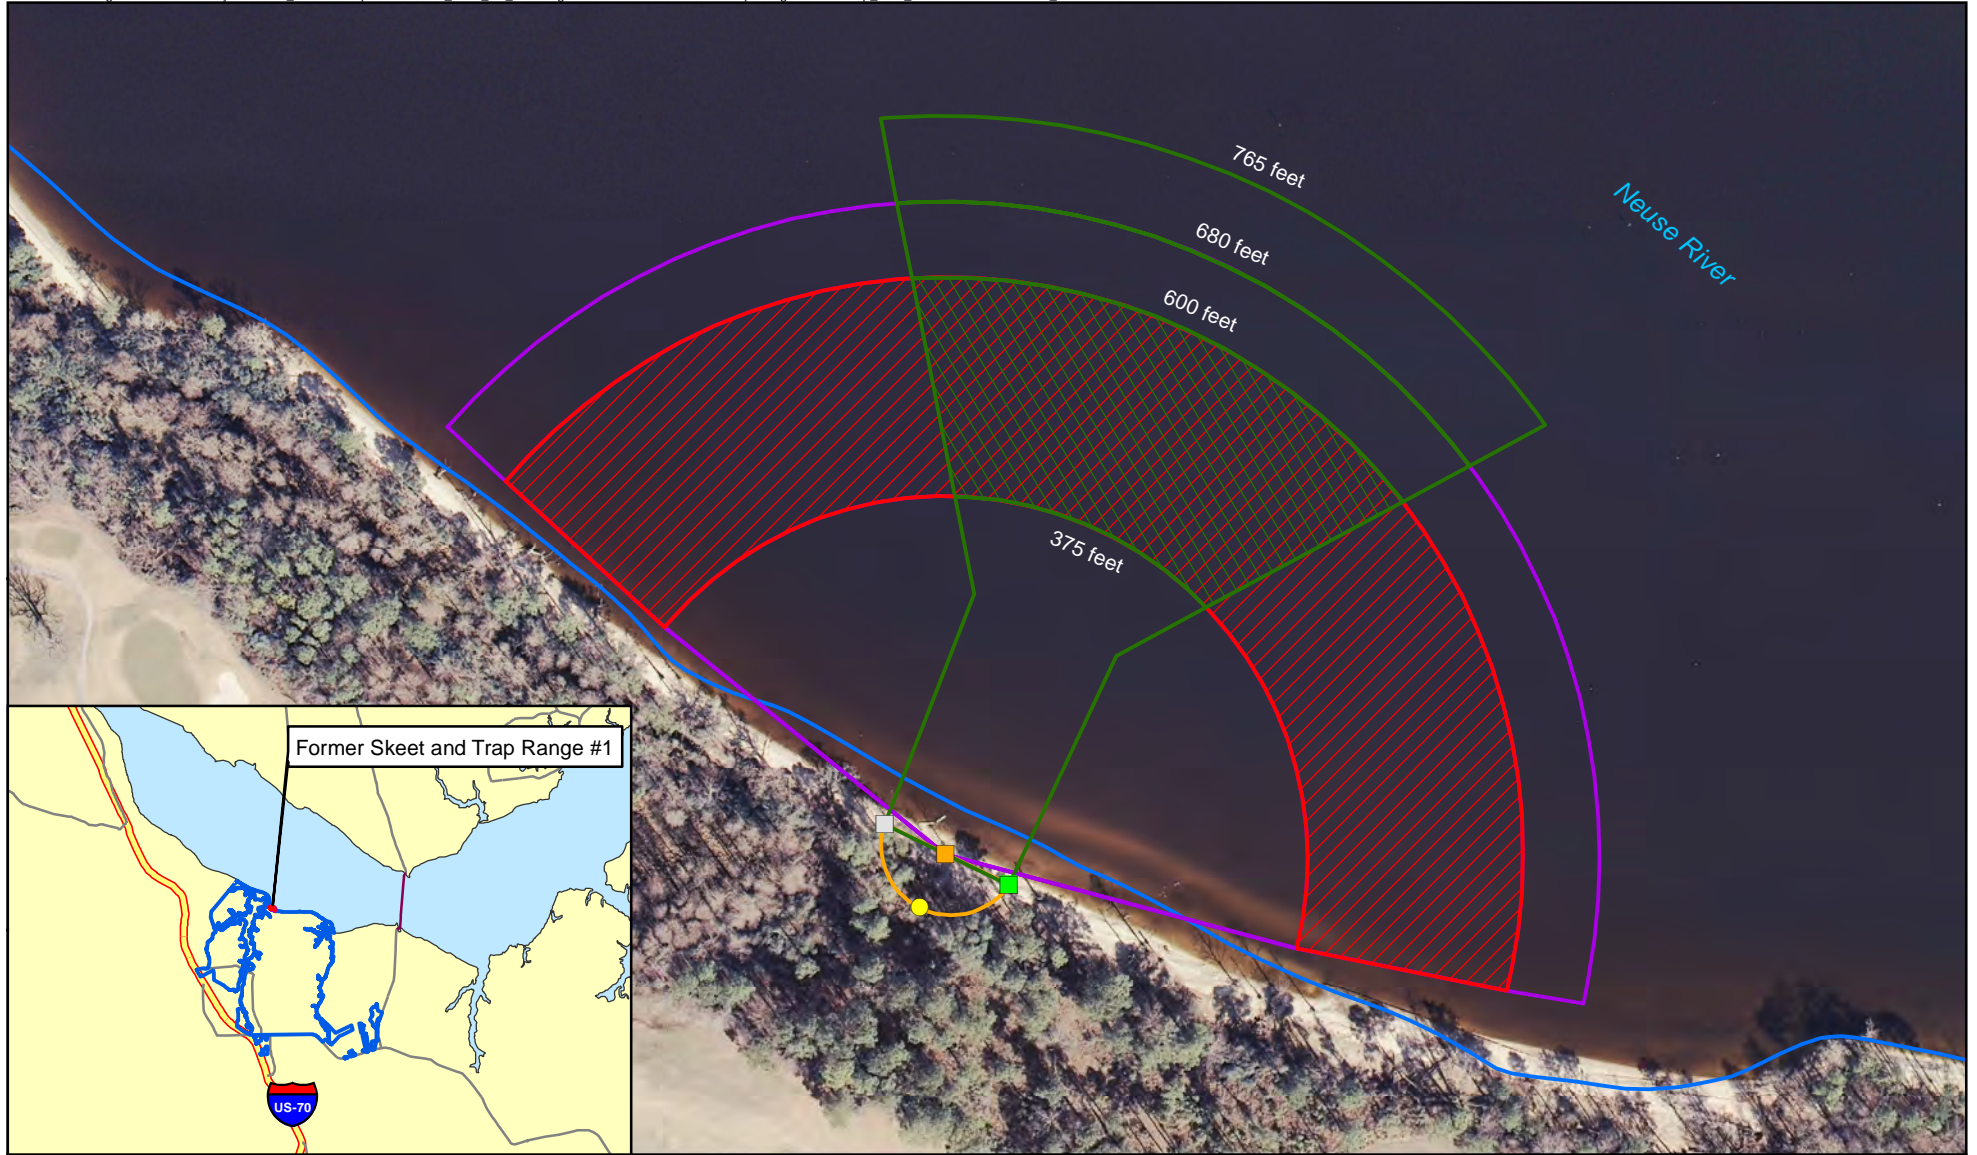 765 feet
Neuse River
680 feet
600 feet
375 feet
Former Skeet and Trap Range #1
US-70